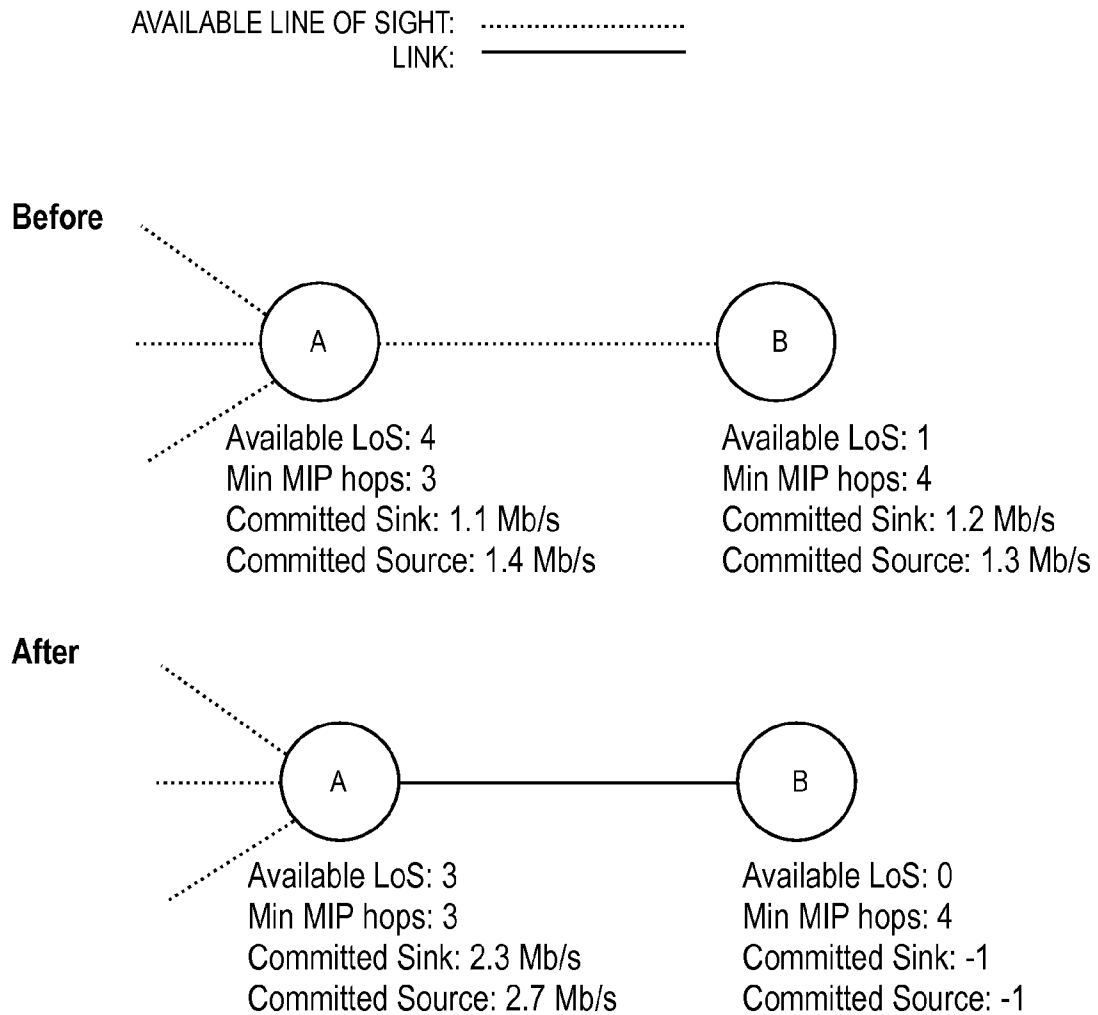 AVAILABLE LINE OF SIGHT:
LINK:
Before
A
B
Available LoS: 4
Min MIP hops: 3
Committed Sink: 1.1 Mb/s
Committed Source: 1.4 Mb/s
Available LoS: 1
Min MIP hops: 4
Committed Sink: 1.2 Mb/s
Committed Source: 1.3 Mb/s
After
A
B
Available LoS: 3
Min MIP hops: 3
Committed Sink: 2.3 Mb/s
Committed Source: 2.7 Mb/s
Available LoS: 0
Min MIP hops: 4
Committed Sink: -1
Committed Source: -1